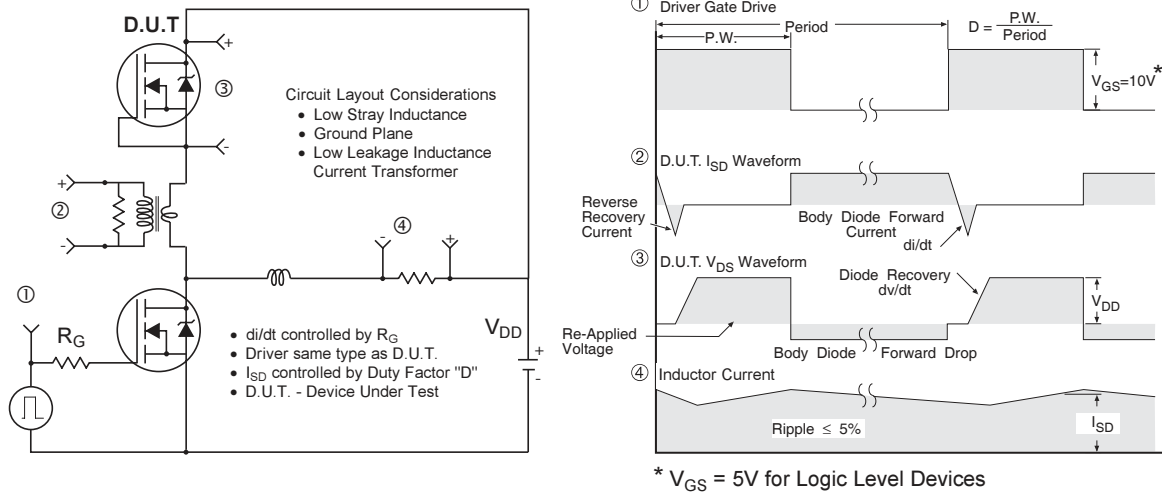 D.U.T
+
③
-
Circuit Layout Considerations
• Low Stray Inductance
• Ground Plane
• Low Leakage Inductance
Current Transformer
+
②
-
④
-
+
①
R_G
V_DD
+
-
• di/dt controlled by R_G
• Driver same type as D.U.T.
• I_SD controlled by Duty Factor "D"
• D.U.T. - Device Under Test
① Driver Gate Drive
P.W.
Period
D = P.W. / Period
V_GS=10V *
② D.U.T. I_SD Waveform
Reverse
Recovery
Current
Body Diode Forward
Current
di/dt
③ D.U.T. V_DS Waveform
Diode Recovery
dv/dt
V_DD
Re-Applied
Voltage
Body Diode Forward Drop
④ Inductor Current
Ripple ≤ 5%
I_SD
* V_GS = 5V for Logic Level Devices